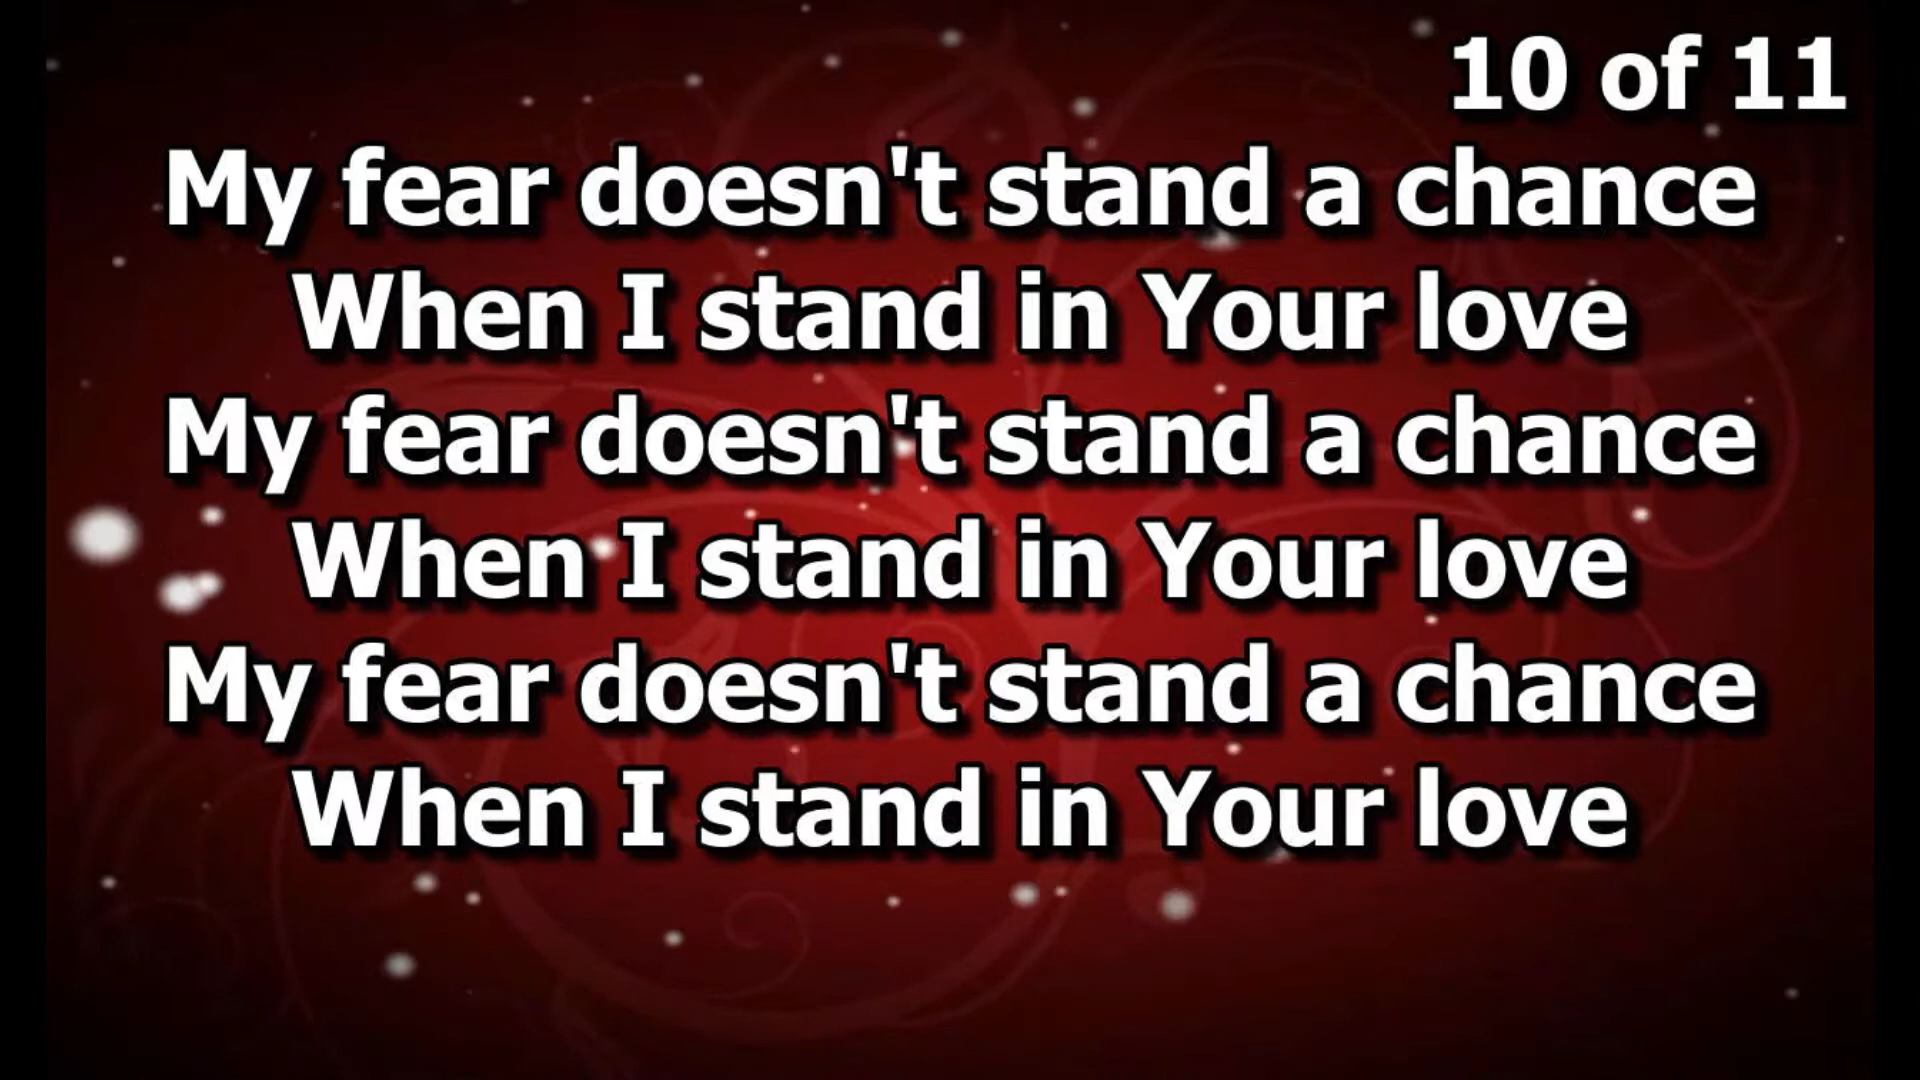 10 of 11
My fear doesn't stand a chance
When I stand in Your love
My fear doesn't stand a chance
When I stand in Your love
My fear doesn't stand a chance
When I stand in Your love